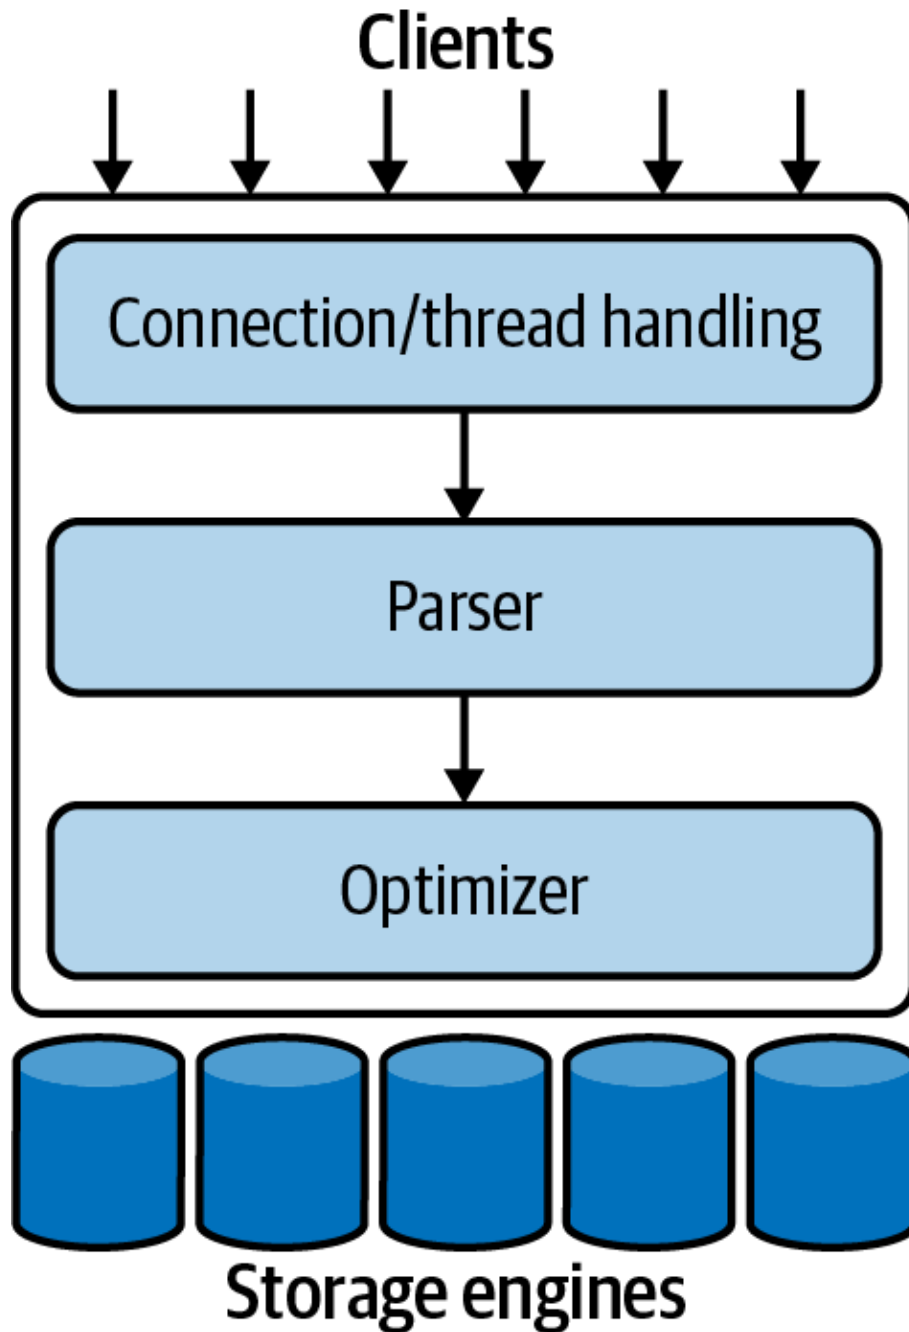 Clients
Connection/thread handling
Parser
Optimizer
Storage engines